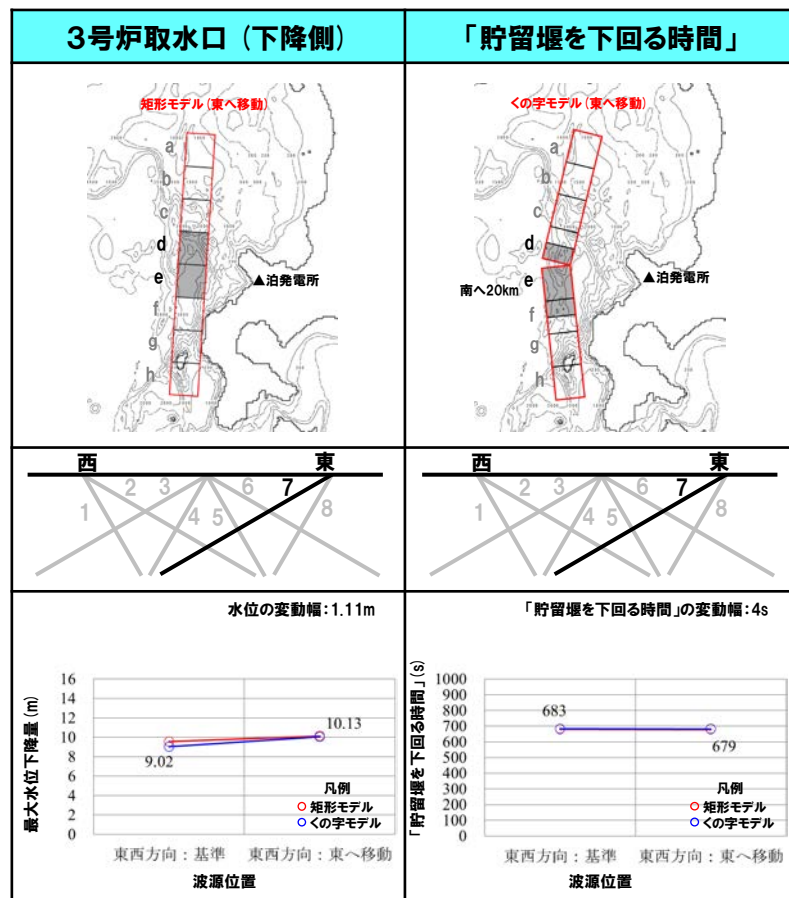 3号炉取水口（下降側）
「貯留堰を下回る時間」
矩形モデル(東へ移動)
a
b
c
d
e
f
g
h
▲泊発電所
くの字モデル(東へ移動)
a
b
c
d
e
f
g
h
南へ20km
▲泊発電所
西
東
1
2
3
4
5
6
7
8
西
東
1
2
3
4
5
6
7
8
水位の変動幅：1.11m
最大水位下降量(m)
16
14
12
10
8
6
4
2
0
9.02
10.13
凡例
矩形モデル
くの字モデル
東西方向：基準
東西方向：東へ移動
波源位置
「貯留堰を下回る時間」の変動幅：4s
「貯留堰を下回る時間」(s)
1000
900
800
700
600
500
400
300
200
100
0
683
679
凡例
矩形モデル
くの字モデル
東西方向：基準
東西方向：東へ移動
波源位置